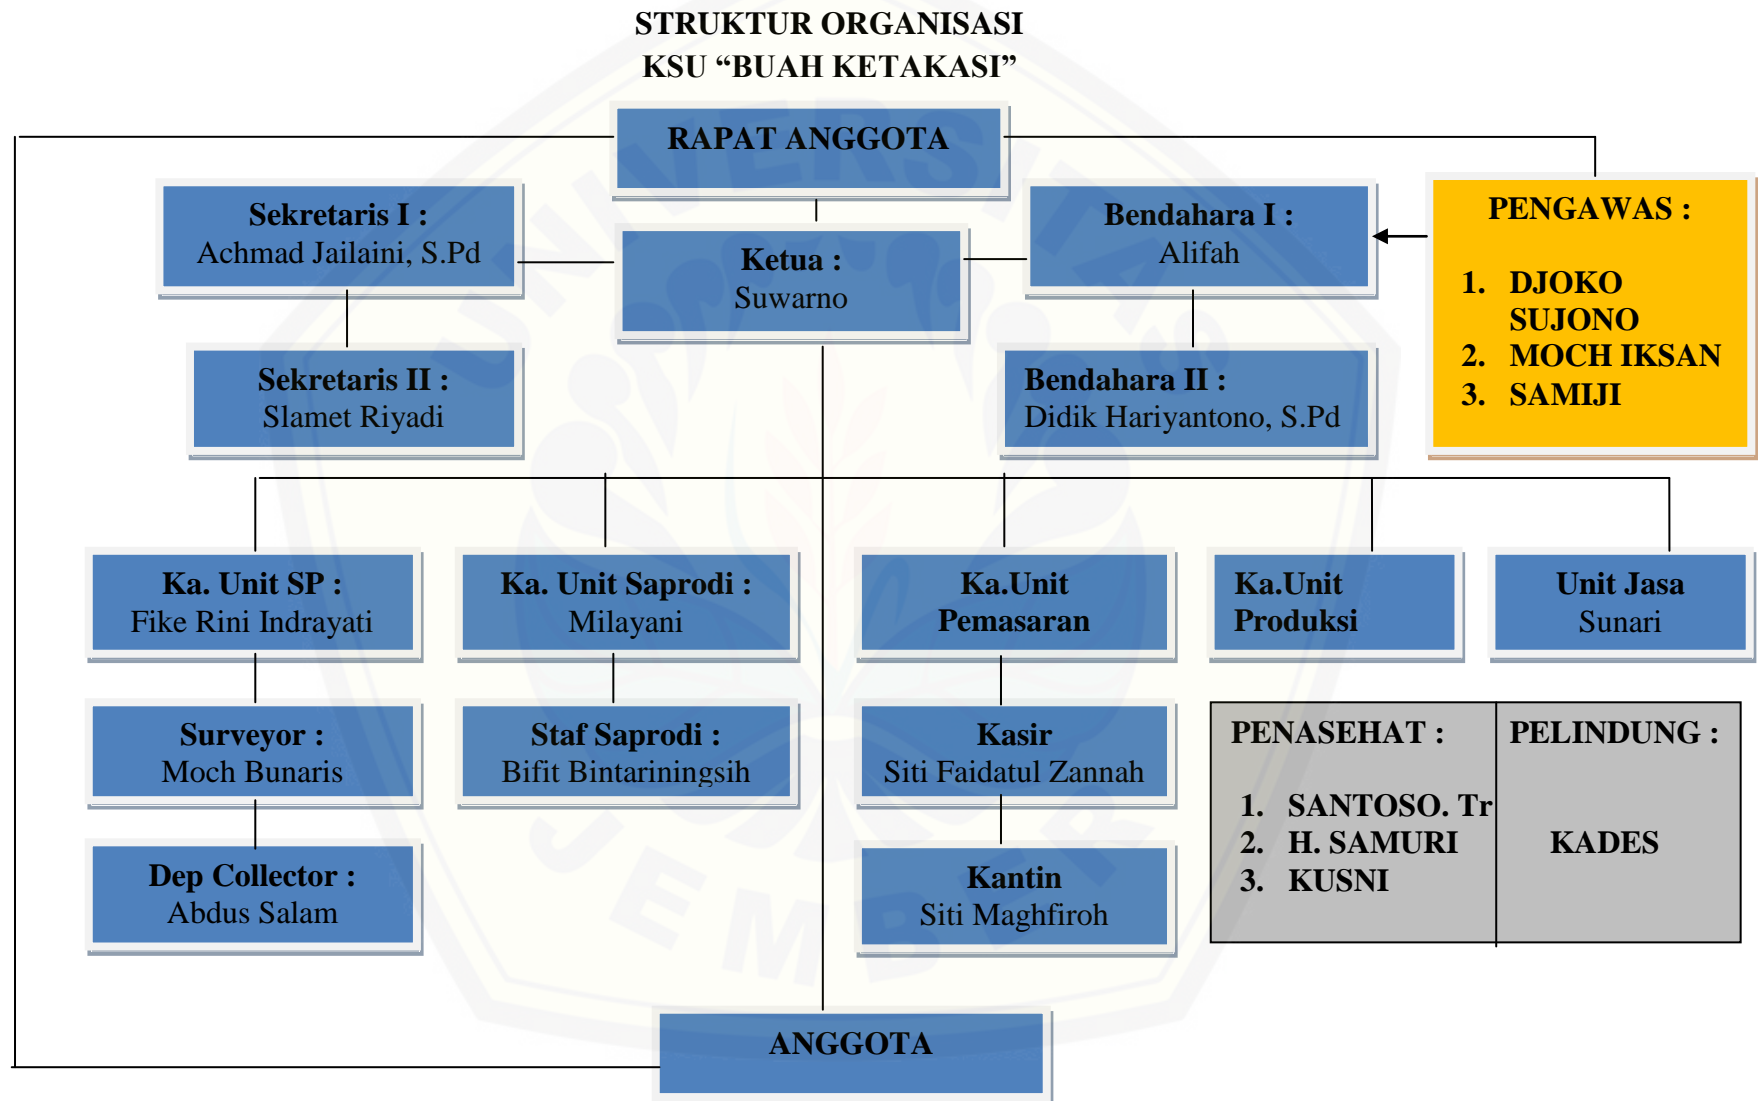 STRUKTUR ORGANISASI
KSU “BUAH KETAKASI”
RAPAT ANGGOTA
Sekretaris I :
Achmad Jailaini, S.Pd
Ketua :
Suwarno
Bendahara I :
Alifah
PENGAWAS :
1. DJOKO
SUJONO
2. MOCH IKSAN
3. SAMIJI
Sekretaris II :
Slamet Riyadi
Bendahara II :
Didik Hariyantono, S.Pd
Ka. Unit SP :
Fike Rini Indrayati
Ka. Unit Saprodi :
Milayani
Ka.Unit
Pemasaran
Ka.Unit
Produksi
Unit Jasa
Sunari
Surveyor :
Moch Bunaris
Staf Saprodi :
Bifit Bintariningsih
Kasir
Siti Faidatul Zannah
Dep Collector :
Abdus Salam
Kantin
Siti Maghfiroh
PENASEHAT :
1. SANTOSO. Tr
2. H. SAMURI
3. KUSNI
PELINDUNG :
KADES
ANGGOTA
UNIVERSITAS
JEMBER